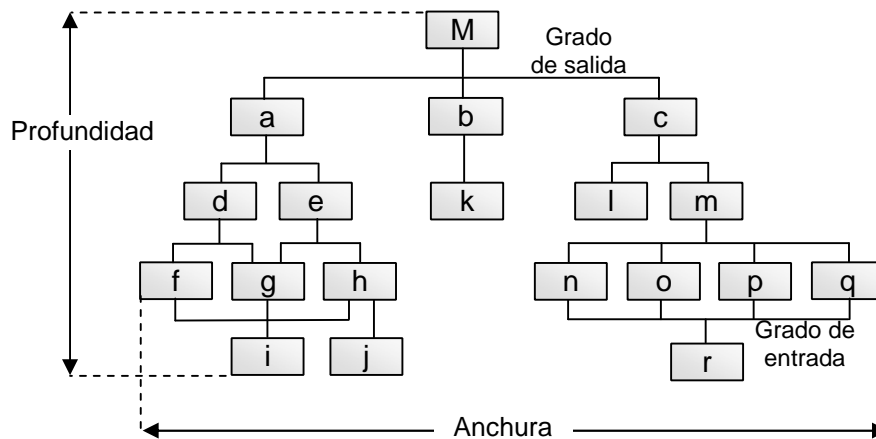 M
Grado
de salida
a
b
c
Profundidad
d
e
k
l
m
f
g
h
n
o
p
q
Grado de
entrada
i
j
r
Anchura